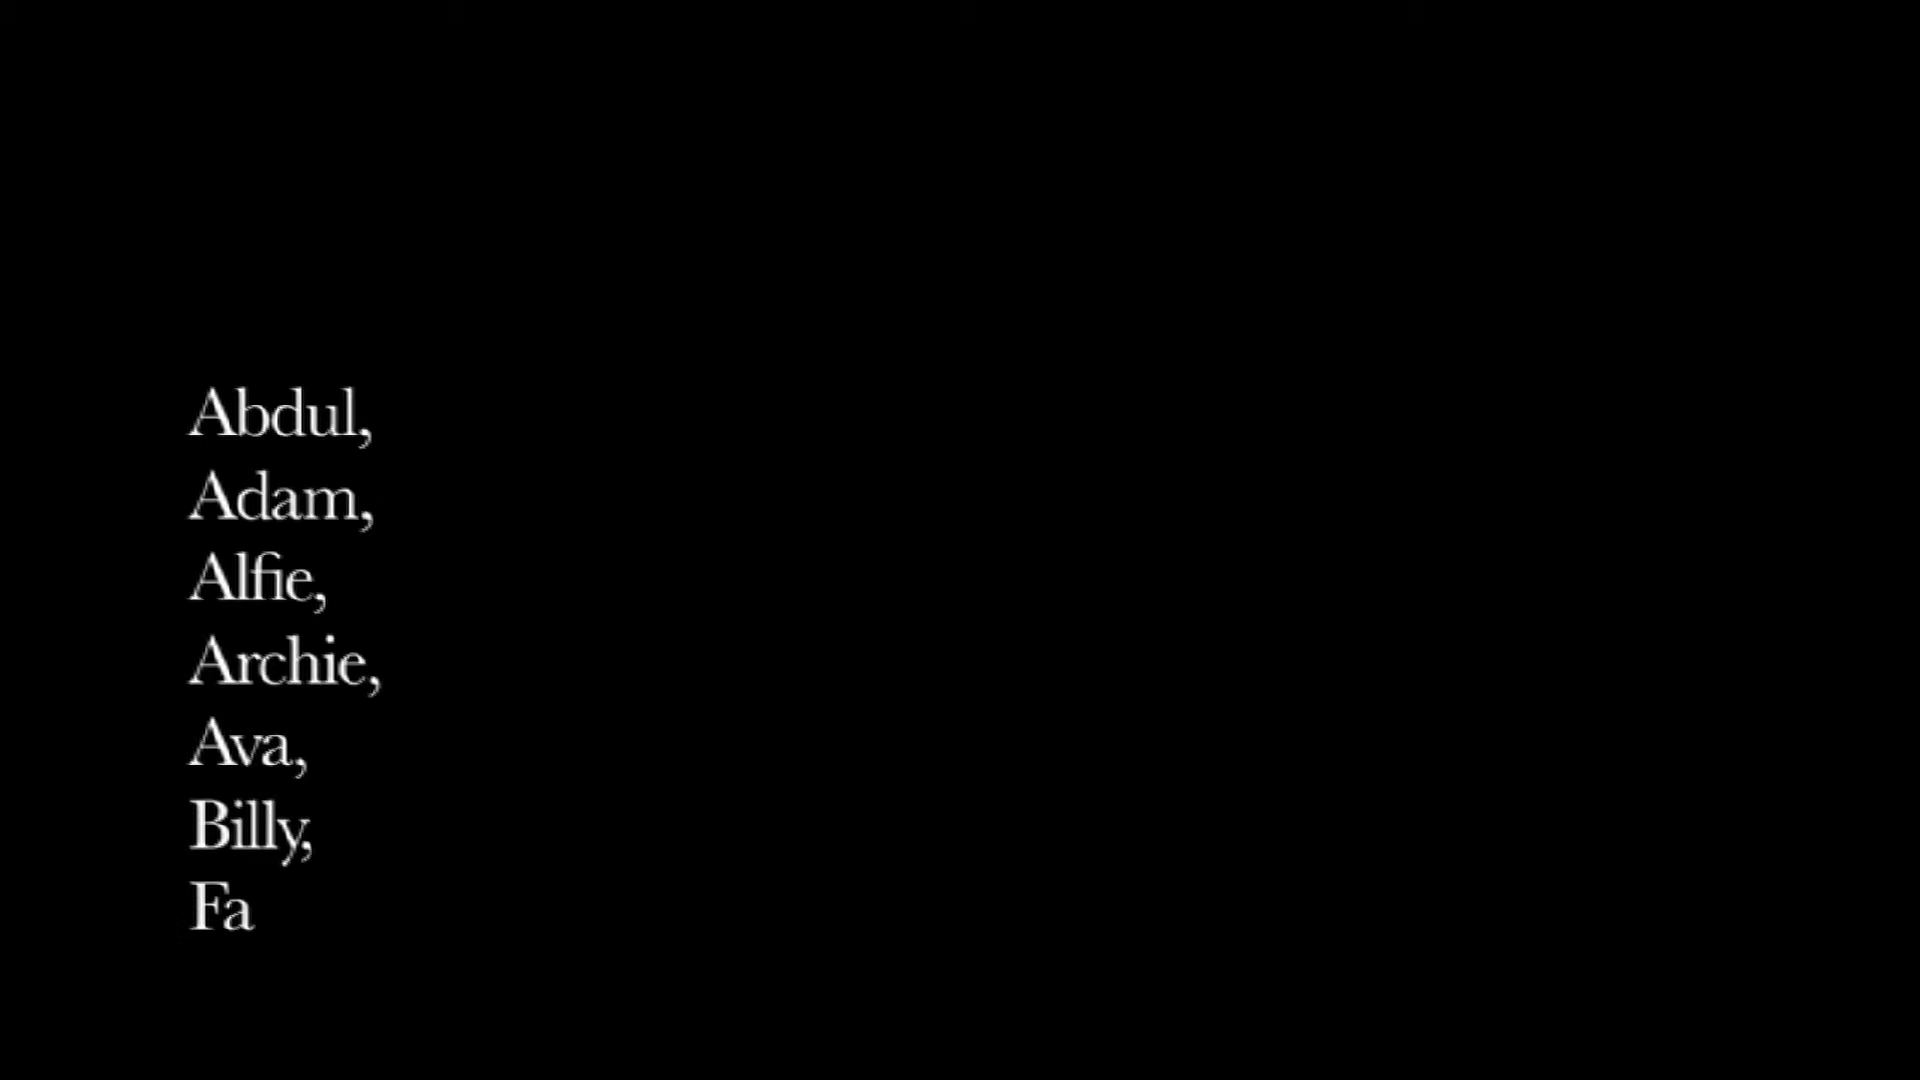 Abdul,
Adam,
Alfie,
Archie,
Ava,
Billy,
Fa